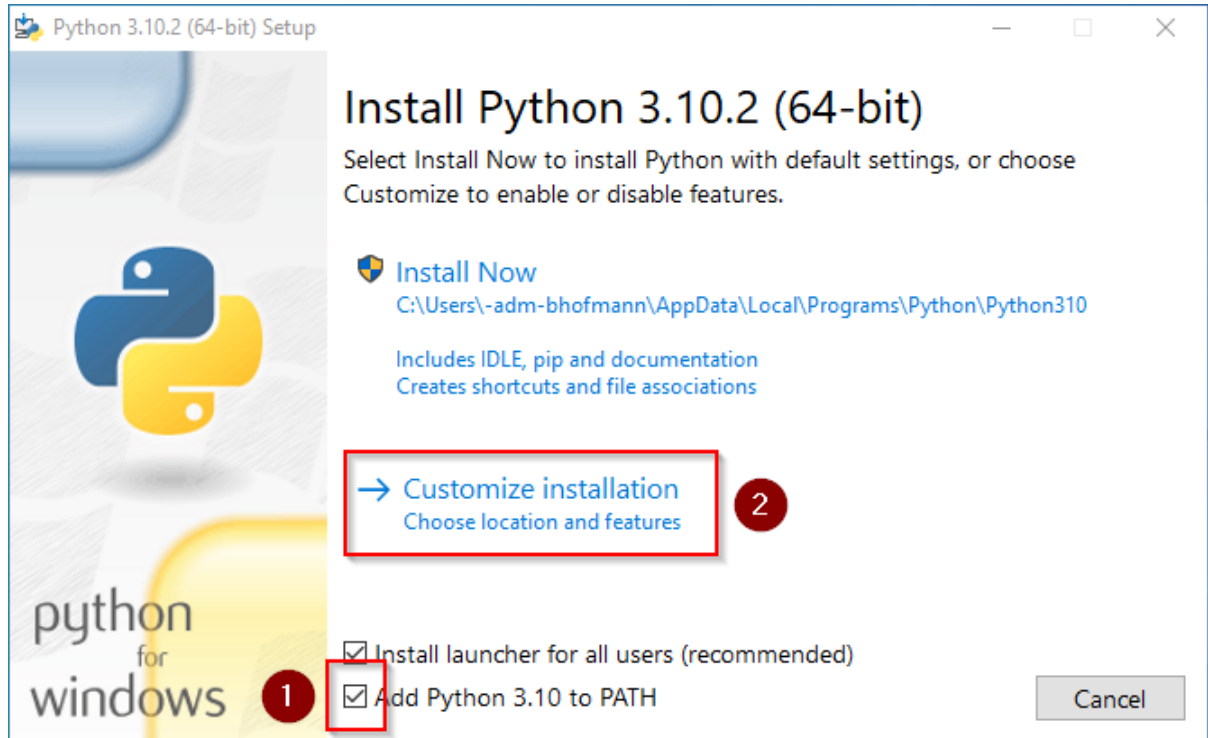 Python 3.10.2 (64-bit) Setup
Install Python 3.10.2 (64-bit)
Select Install Now to install Python with default settings, or choose
Customize to enable or disable features.
Install Now
C:\Users\-adm-bhofmann\AppData\Local\Programs\Python\Python310
Includes IDLE, pip and documentation
Creates shortcuts and file associations
Customize installation
Choose location and features
2
python
for
windows
Install launcher for all users (recommended)
1
Add Python 3.10 to PATH
Cancel